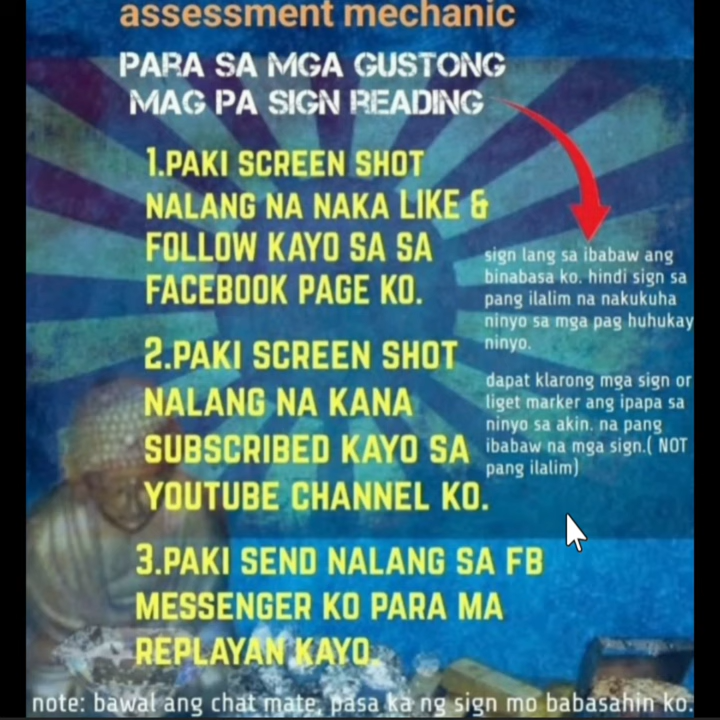 assessment mechanic
PARA SA MGA GUSTONG
MAG PA SIGN READING
1.PAKI SCREEN SHOT
NALANG NA NAKA LIKE &
FOLLOW KAYO SA SA
FACEBOOK PAGE KO.
2.PAKI SCREEN SHOT
NALANG NA KANA
SUBSCRIBED KAYO SA
YOUTUBE CHANNEL KO.
3.PAKI SEND NALANG SA FB
MESSENGER KO PARA MA
REPLAYAN KAYO.
sign lang sa ibabaw ang
binabasa ko. hindi sign sa
pang ilalim na nakukuha
ninyo sa mga pag huhukay
ninyo.
dapat klarong mga sign or
liget marker ang ipapa sa
ninyo sa akin. na pang
ibabaw na mga sign.( NOT
pang ilalim)
note: bawal ang chat mate. pasa ka ng sign mo babasahin ko.